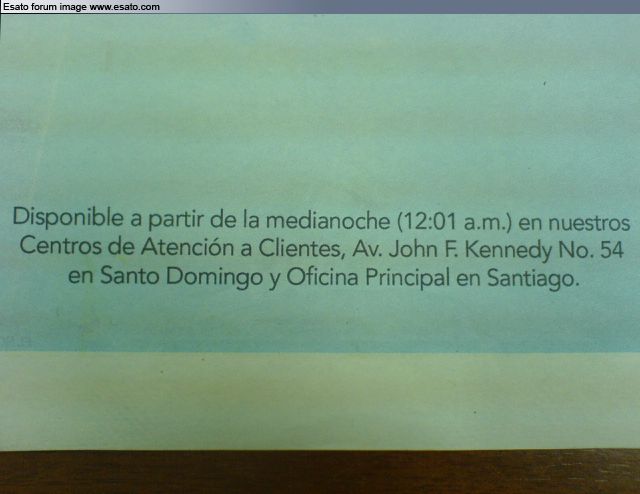 Esato forum image www.esato.com
Disponible a partir de la medianoche (12:01 a.m.) en nuestros
Centros de Atención a Clientes, Av. John F. Kennedy No. 54
en Santo Domingo y Oficina Principal en Santiago.